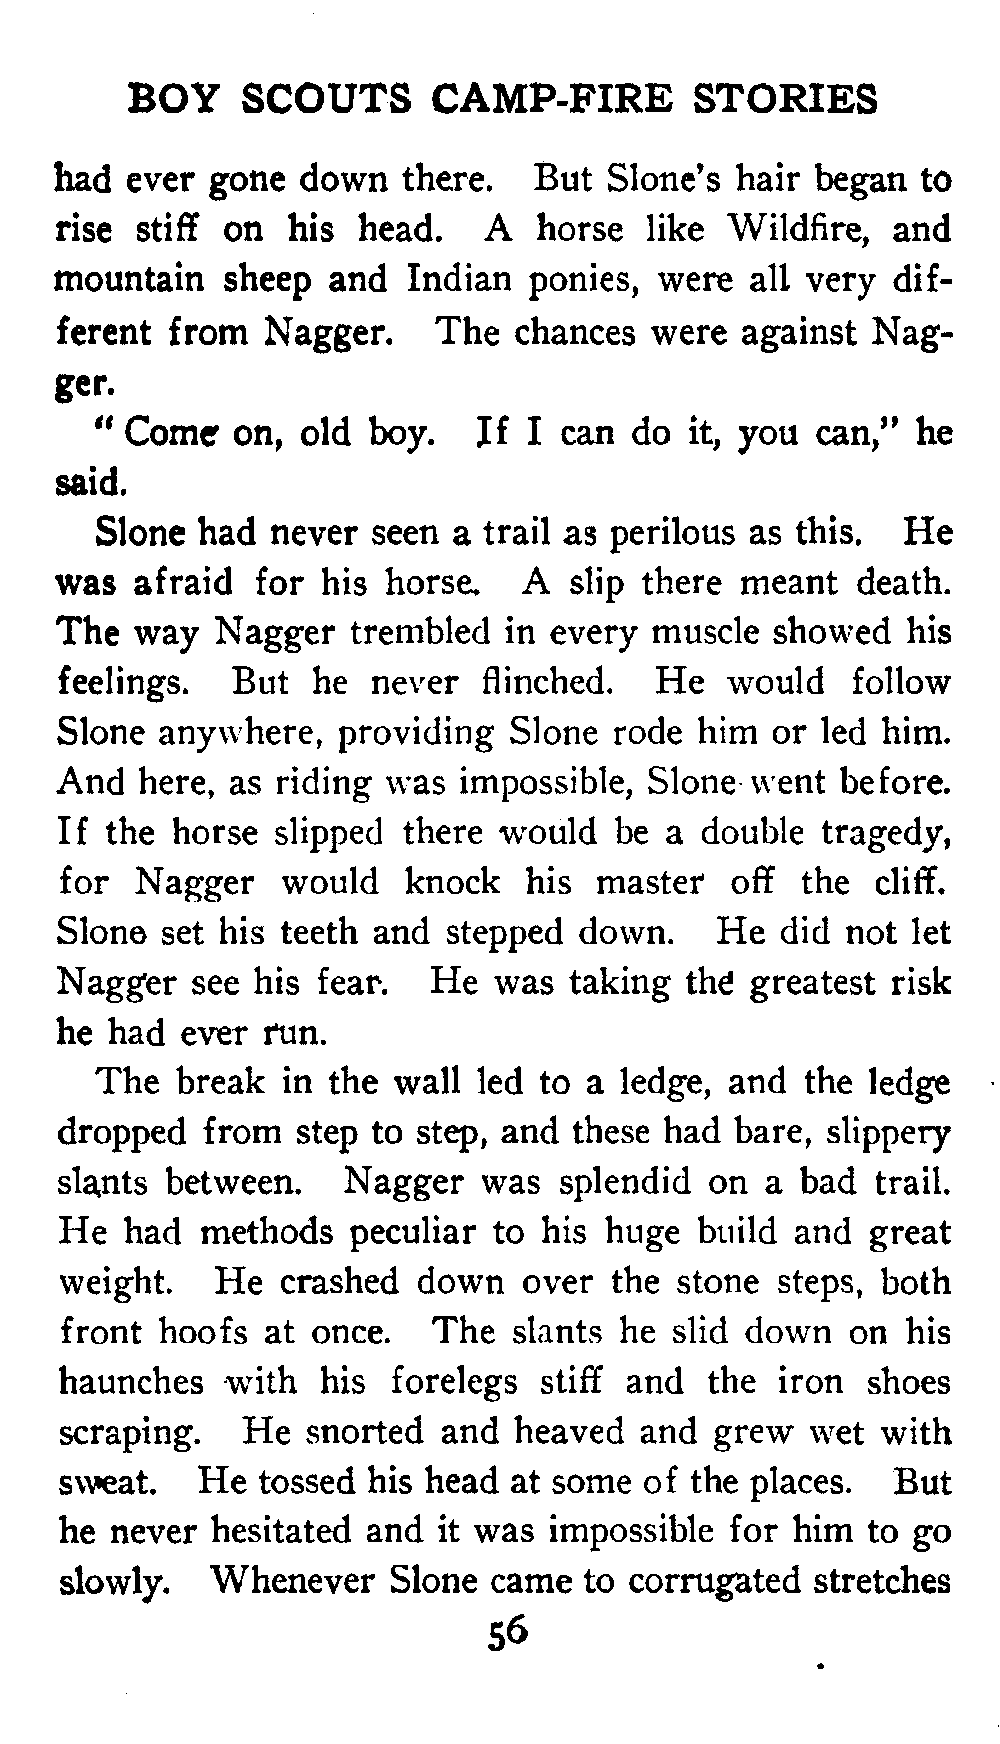 BOY SCOUTS CAMP-FIRE STORIES
had ever gone down there. But Slone's hair began to
rise stiff on his head. A horse like Wildfire, and
mountain sheep and Indian ponies, were all very dif-
ferent from Nagger. The chances were against Nag-
ger.
" Come on, old boy. If I can do it, you can," he
said.
Slone had never seen a trail as perilous as this. He
was afraid for his horse. A slip there meant death.
The way Nagger trembled in every muscle showed his
feelings. But he never flinched. He would follow
Slone anywhere, providing Slone rode him or led him.
And here, as riding was impossible, Slone went before.
If the horse slipped there would be a double tragedy,
for Nagger would knock his master off the cliff.
Slone set his teeth and stepped down. He did not let
Nagger see his fear. He was taking the greatest risk
he had ever run.
The break in the wall led to a ledge, and the ledge
dropped from step to step, and these had bare, slippery
slants between. Nagger was splendid on a bad trail.
He had methods peculiar to his huge build and great
weight. He crashed down over the stone steps, both
front hoofs at once. The slants he slid down on his
haunches with his forelegs stiff and the iron shoes
scraping. He snorted and heaved and grew wet with
sweat. He tossed his head at some of the places. But
he never hesitated and it was impossible for him to go
slowly. Whenever Slone came to corrugated stretches
56